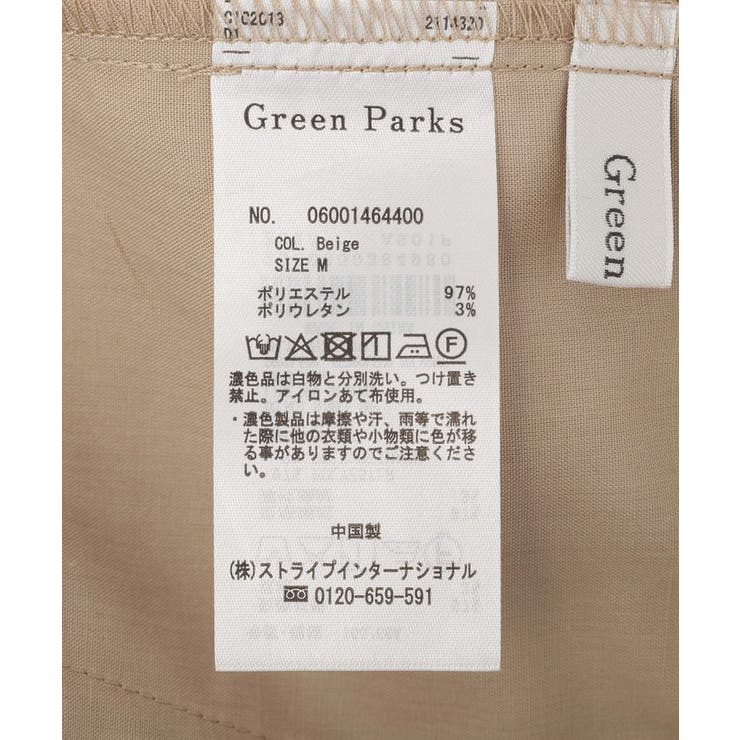 2114320
Green Parks
NO. 06001464400
COL. Beige
SIZE M
ポリエステル 97%
ポリウレタン 3%
濃色品は白物と分別洗い。つけ置き
禁止。アイロンあて布使用。
・濃色製品は摩擦や汗、雨等で濡れ
た際に他の衣類や小物類に色が移
る事がありますのでご注意くださ
い。
中国製
(株)ストライプインターナショナル
0120-659-591
Green